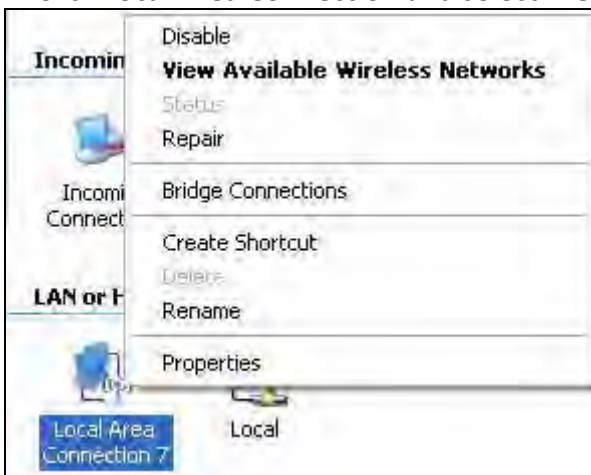 Incomin
Disable
View Available Wireless Networks
Status
Repair
Bridge Connections
Create Shortcut
Delete
Rename
Properties
Incomi
Connect
LAN or H
Local Area
Connection 7
Local